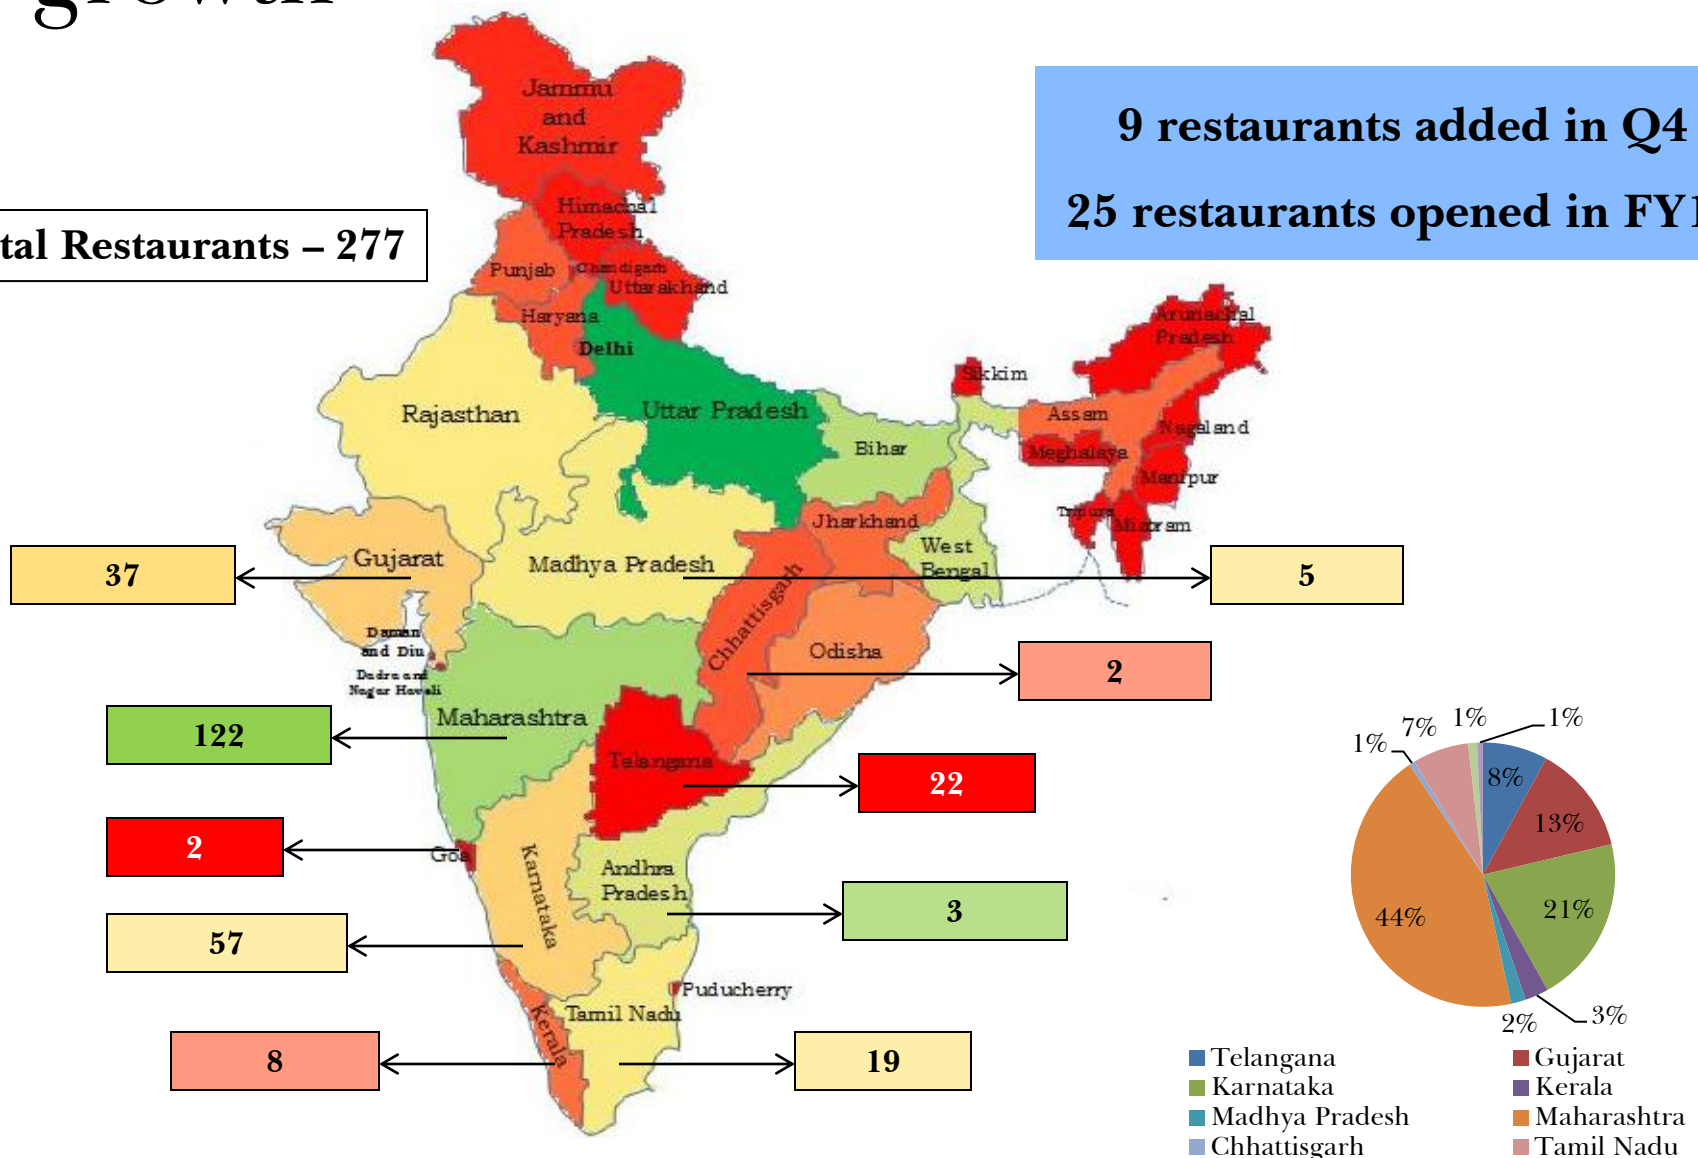 growth
Jammu
and
Kashmir
9 restaurants added in Q4
25 restaurants opened in FY1
tal Restaurants – 277
Himachal
Pradesh
Punjab
Chandigarh
Uttarakhand
Haryana
Delhi
Arunachal
Pradesh
Sikkim
Rajasthan
Uttar Pradesh
Assam
Nagaland
Bihar
Meghalaya
Manipur
Tripura
Mizoram
Jharkhand
West
Bengal
Gujarat
Madhya Pradesh
37
5
Chhattisgarh
Daman
and Diu
Dadra and
Nagar Haveli
Odisha
2
Maharashtra
122
Telangana
22
2
Goa
Karnataka
Andhra
Pradesh
3
57
Puducherry
Kerala
Tamil Nadu
8
19
1%
7%
1%
1%
8%
13%
21%
44%
2%
3%
Telangana
Gujarat
Karnataka
Kerala
Madhya Pradesh
Maharashtra
Chhattisgarh
Tamil Nadu